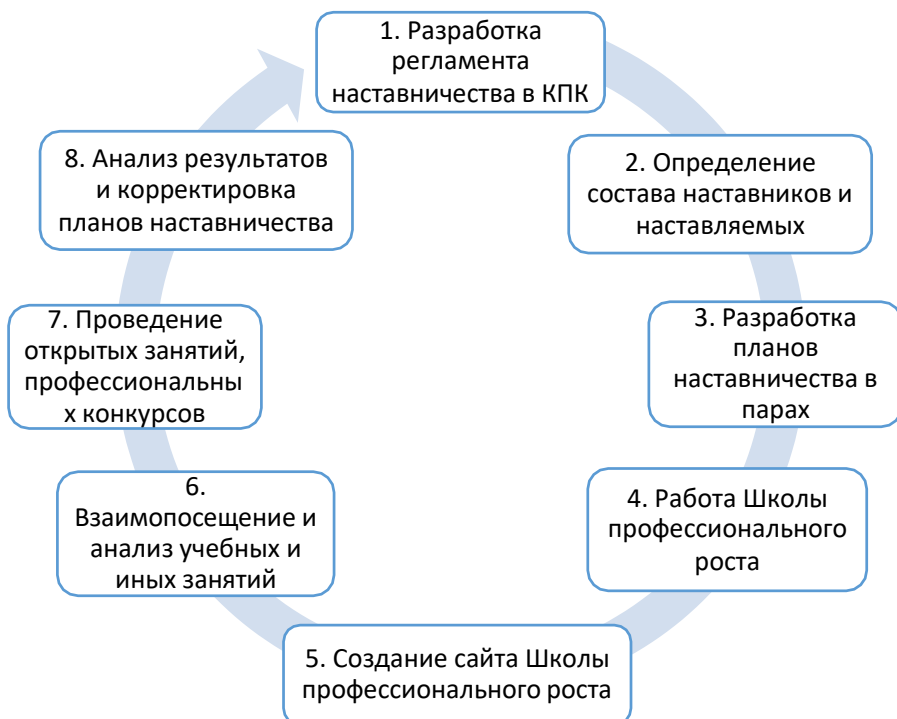 1. Разработка
регламента
наставничества в КПК
2. Определение
состава наставников и
наставляемых
3. Разработка
планов
наставничества в
парах
4. Работа Школы
профессионального
роста
5. Создание сайта Школы
профессионального роста
6.
Взаимопосещение и
анализ учебных и
иных занятий
7. Проведение
открытых занятий,
профессиональны
х конкурсов
8. Анализ результатов
и корректировка
планов наставничества